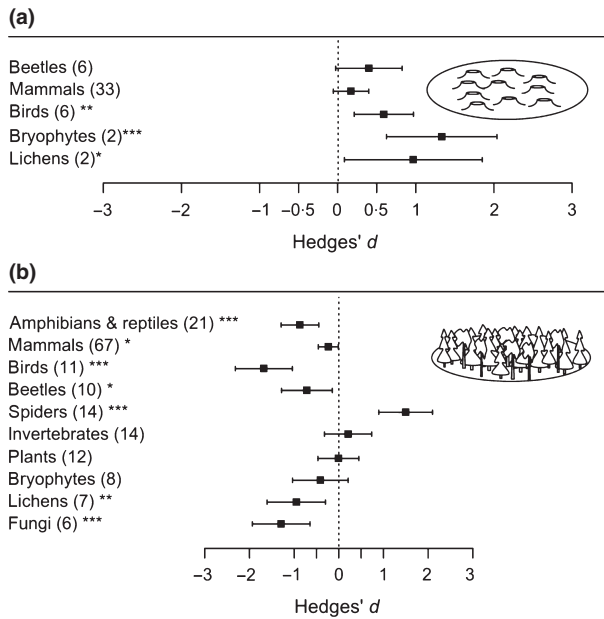 (a)
Beetles (6)
Mammals (33)
Birds (6) **
Bryophytes (2)***
Lichens (2)*
−3 −2 −1 −0·5 0 0·5 1 2 3
Hedges' d
(b)
Amphibians & reptiles (21) ***
Mammals (67) *
Birds (11) ***
Beetles (10) *
Spiders (14) ***
Invertebrates (14)
Plants (12)
Bryophytes (8)
Lichens (7) **
Fungi (6) ***
−3 −2 −1 0 1 2 3
Hedges' d